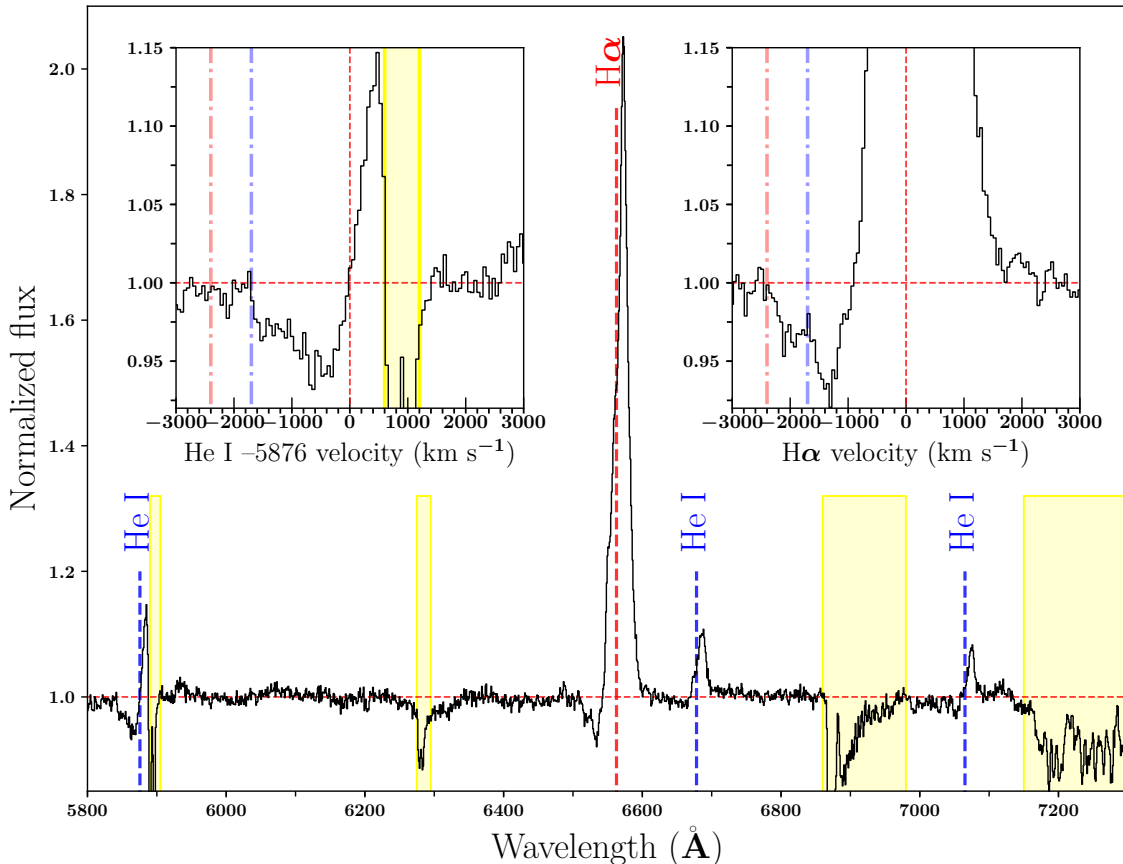 Normalized flux
2.0
1.8
1.6
1.4
1.2
1.0
1.15
1.10
1.05
1.00
0.95
−3000 −2000 −1000 0 1000 2000 3000
He I –5876 velocity (km s⁻¹)
Hα
1.15
1.10
1.05
1.00
0.95
−3000 −2000 −1000 0 1000 2000 3000
Hα velocity (km s⁻¹)
He I
He I
He I
5800 6000 6200 6400 6600 6800 7000 7200
Wavelength (Å)